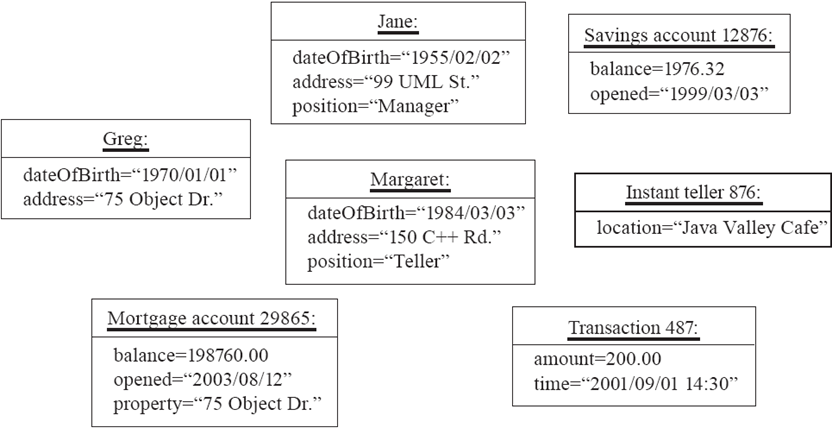 Jane:
dateOfBirth=“1955/02/02”
address=“99 UML St.”
position=“Manager”
Savings account 12876:
balance=1976.32
opened=“1999/03/03”
Greg:
dateOfBirth=“1970/01/01”
address=“75 Object Dr.”
Margaret:
dateOfBirth=“1984/03/03”
address=“150 C++ Rd.”
position=“Teller”
Instant teller 876:
location=“Java Valley Cafe”
Mortgage account 29865:
balance=198760.00
opened=“2003/08/12”
property=“75 Object Dr.”
Transaction 487:
amount=200.00
time=“2001/09/01 14:30”